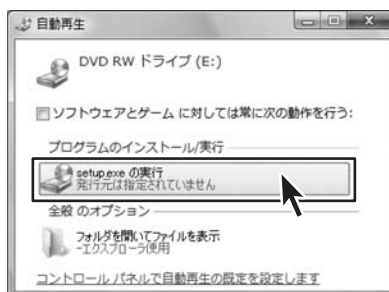 自動再生
DVD RW ドライブ (E:)
ソフトウェアとゲーム に対しては常に次の動作を行う:
プログラムのインストール/実行
setup.exe の実行
発行元は指定されていません
全般 のオプション
フォルダを開いてファイルを表示
-エクスプローラ使用
コントロール パネルで自動再生の既定を設定します